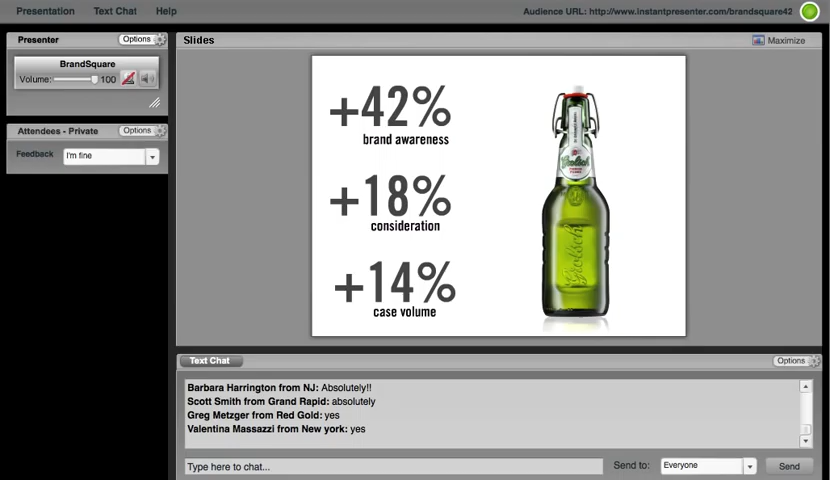 Presentation Text Chat Help
Audience URL: http://www.instantpresenter.com/brandsquare42
Presenter Options
BrandSquare
Volume: 100
Attendees - Private Options
Feedback I'm fine
Slides Maximize
+42%
brand awareness
+18%
consideration
+14%
case volume
Grolsch
Grolsch
Text Chat Options
Barbara Harrington from NJ: Absolutely!!
Scott Smith from Grand Rapid: absolutely
Greg Metzger from Red Gold: yes
Valentina Massazzi from New york: yes
Type here to chat... Send to: Everyone Send